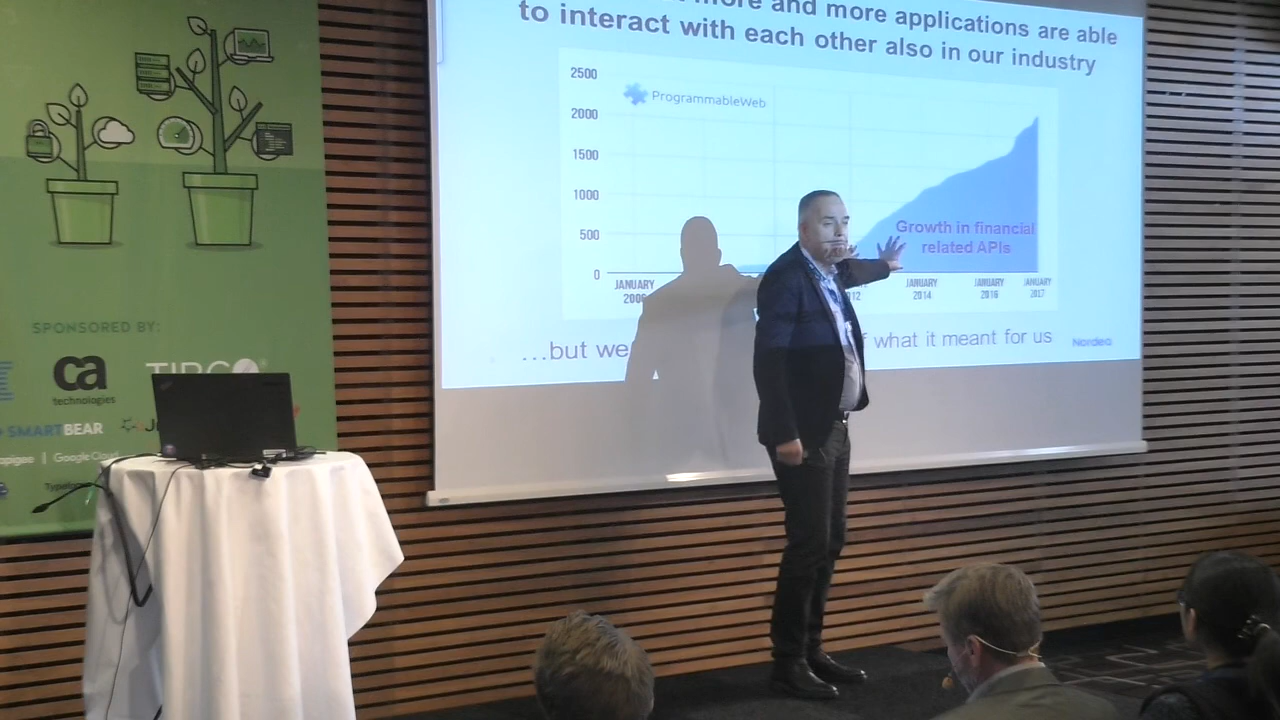 more and more applications are able
to interact with each other also in our industry
2500
ProgrammableWeb
2000
1500
1000
500
Growth in financial
related APIs
0
JANUARY
JANUARY
2014
JANUARY
2016
JANUARY
2017
12
…but we
what it meant for us
Nordea
SPONSORED BY:
ca
technologies
SMARTBEAR
apigee | Google Cloud